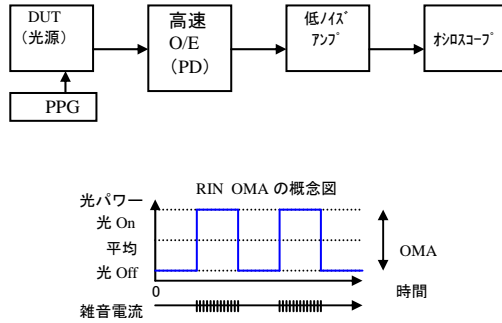 DUT
(光源)
高速
O/E
(PD)
低ノイズ
アンプ
オシロスコープ
PPG
RIN OMA の概念図
光パワー
光 On
平均
光 Off
OMA
0
時間
雑音電流